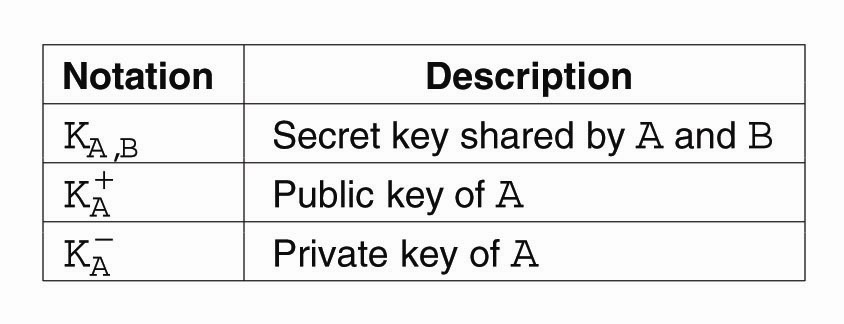 Notation Description
K_{A,B} Secret key shared by A and B
K_A^+ Public key of A
K_A^- Private key of A